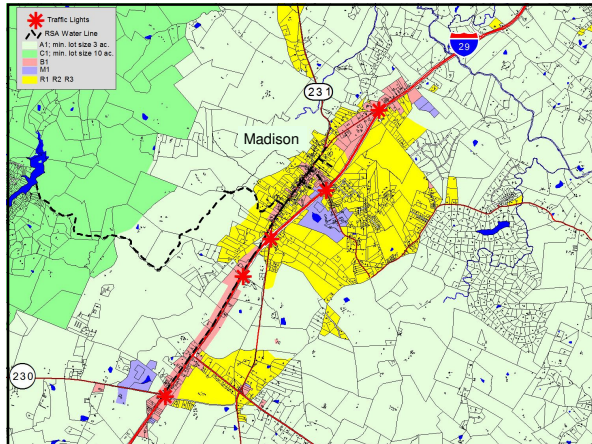 Traffic Lights
RSA Water Line
A1; min. lot size 3 ac.
C1; min. lot size 10 ac.
B1
M1
R1 R2 R3
29
231
Madison
230